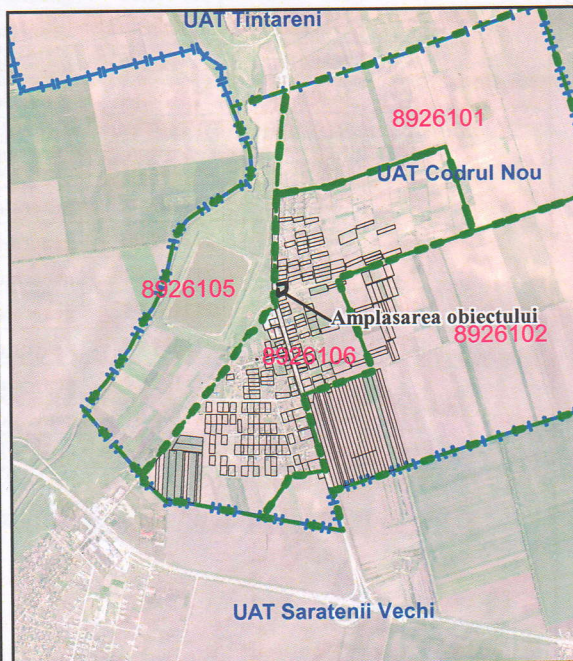 UAT Tintareni
8926101
UAT Codrul Nou
8926105
Amplasarea obiectului
8926102
8926106
UAT Saratenii Vechi